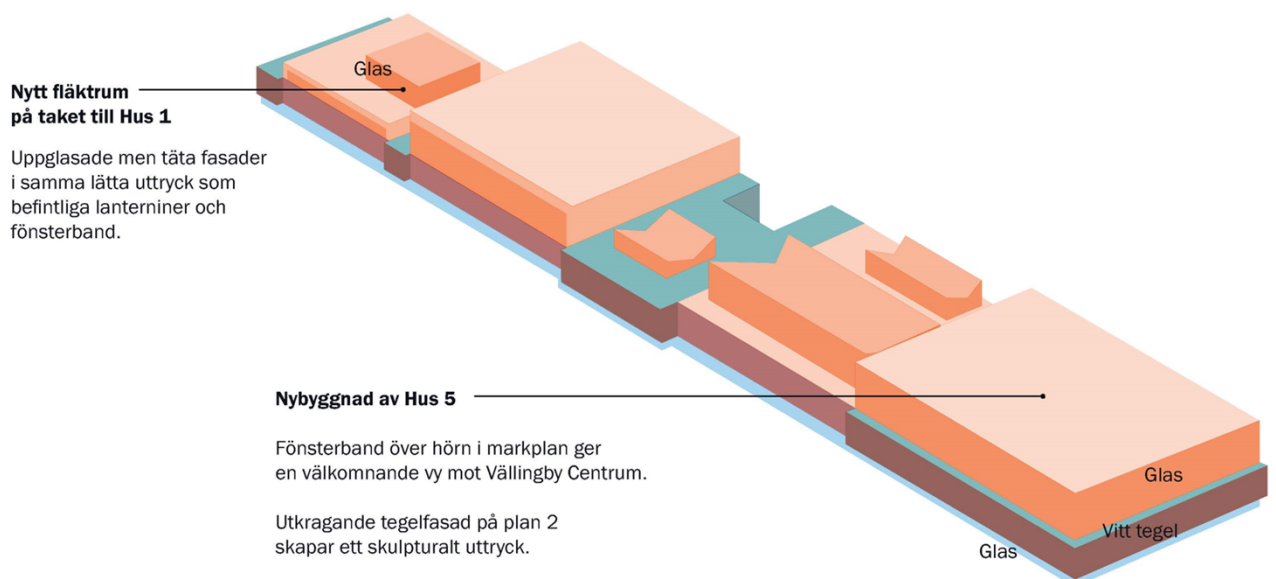 Glas
Nytt fläktrum
på taket till Hus 1
Uppglasade men täta fasader
i samma lätta uttryck som
befintliga lanterniner och
fönsterband.
Nybyggnad av Hus 5
Fönsterband över hörn i markplan ger
en välkomnande vy mot Vällingby Centrum.
Utkragande tegelfasad på plan 2
skapar ett skulpturalt uttryck.
Glas
Vitt tegel
Glas